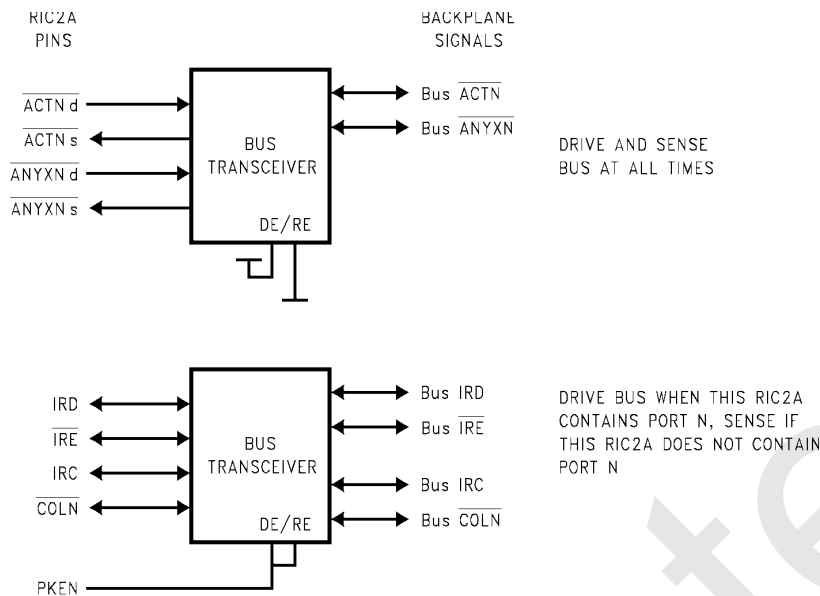 RIC2A
PINS
BACKPLANE
SIGNALS
ACTN d
ACTN s
ANYXN d
ANYXN s
BUS
TRANSCEIVER
DE/RE
Bus ACTN
Bus ANYXN
DRIVE AND SENSE
BUS AT ALL TIMES
IRD
IRE
IRC
COLN
PKEN
BUS
TRANSCEIVER
DE/RE
Bus IRD
Bus IRE
Bus IRC
Bus COLN
DRIVE BUS WHEN THIS RIC2A
CONTAINS PORT N, SENSE IF
THIS RIC2A DOES NOT CONTAIN
PORT N